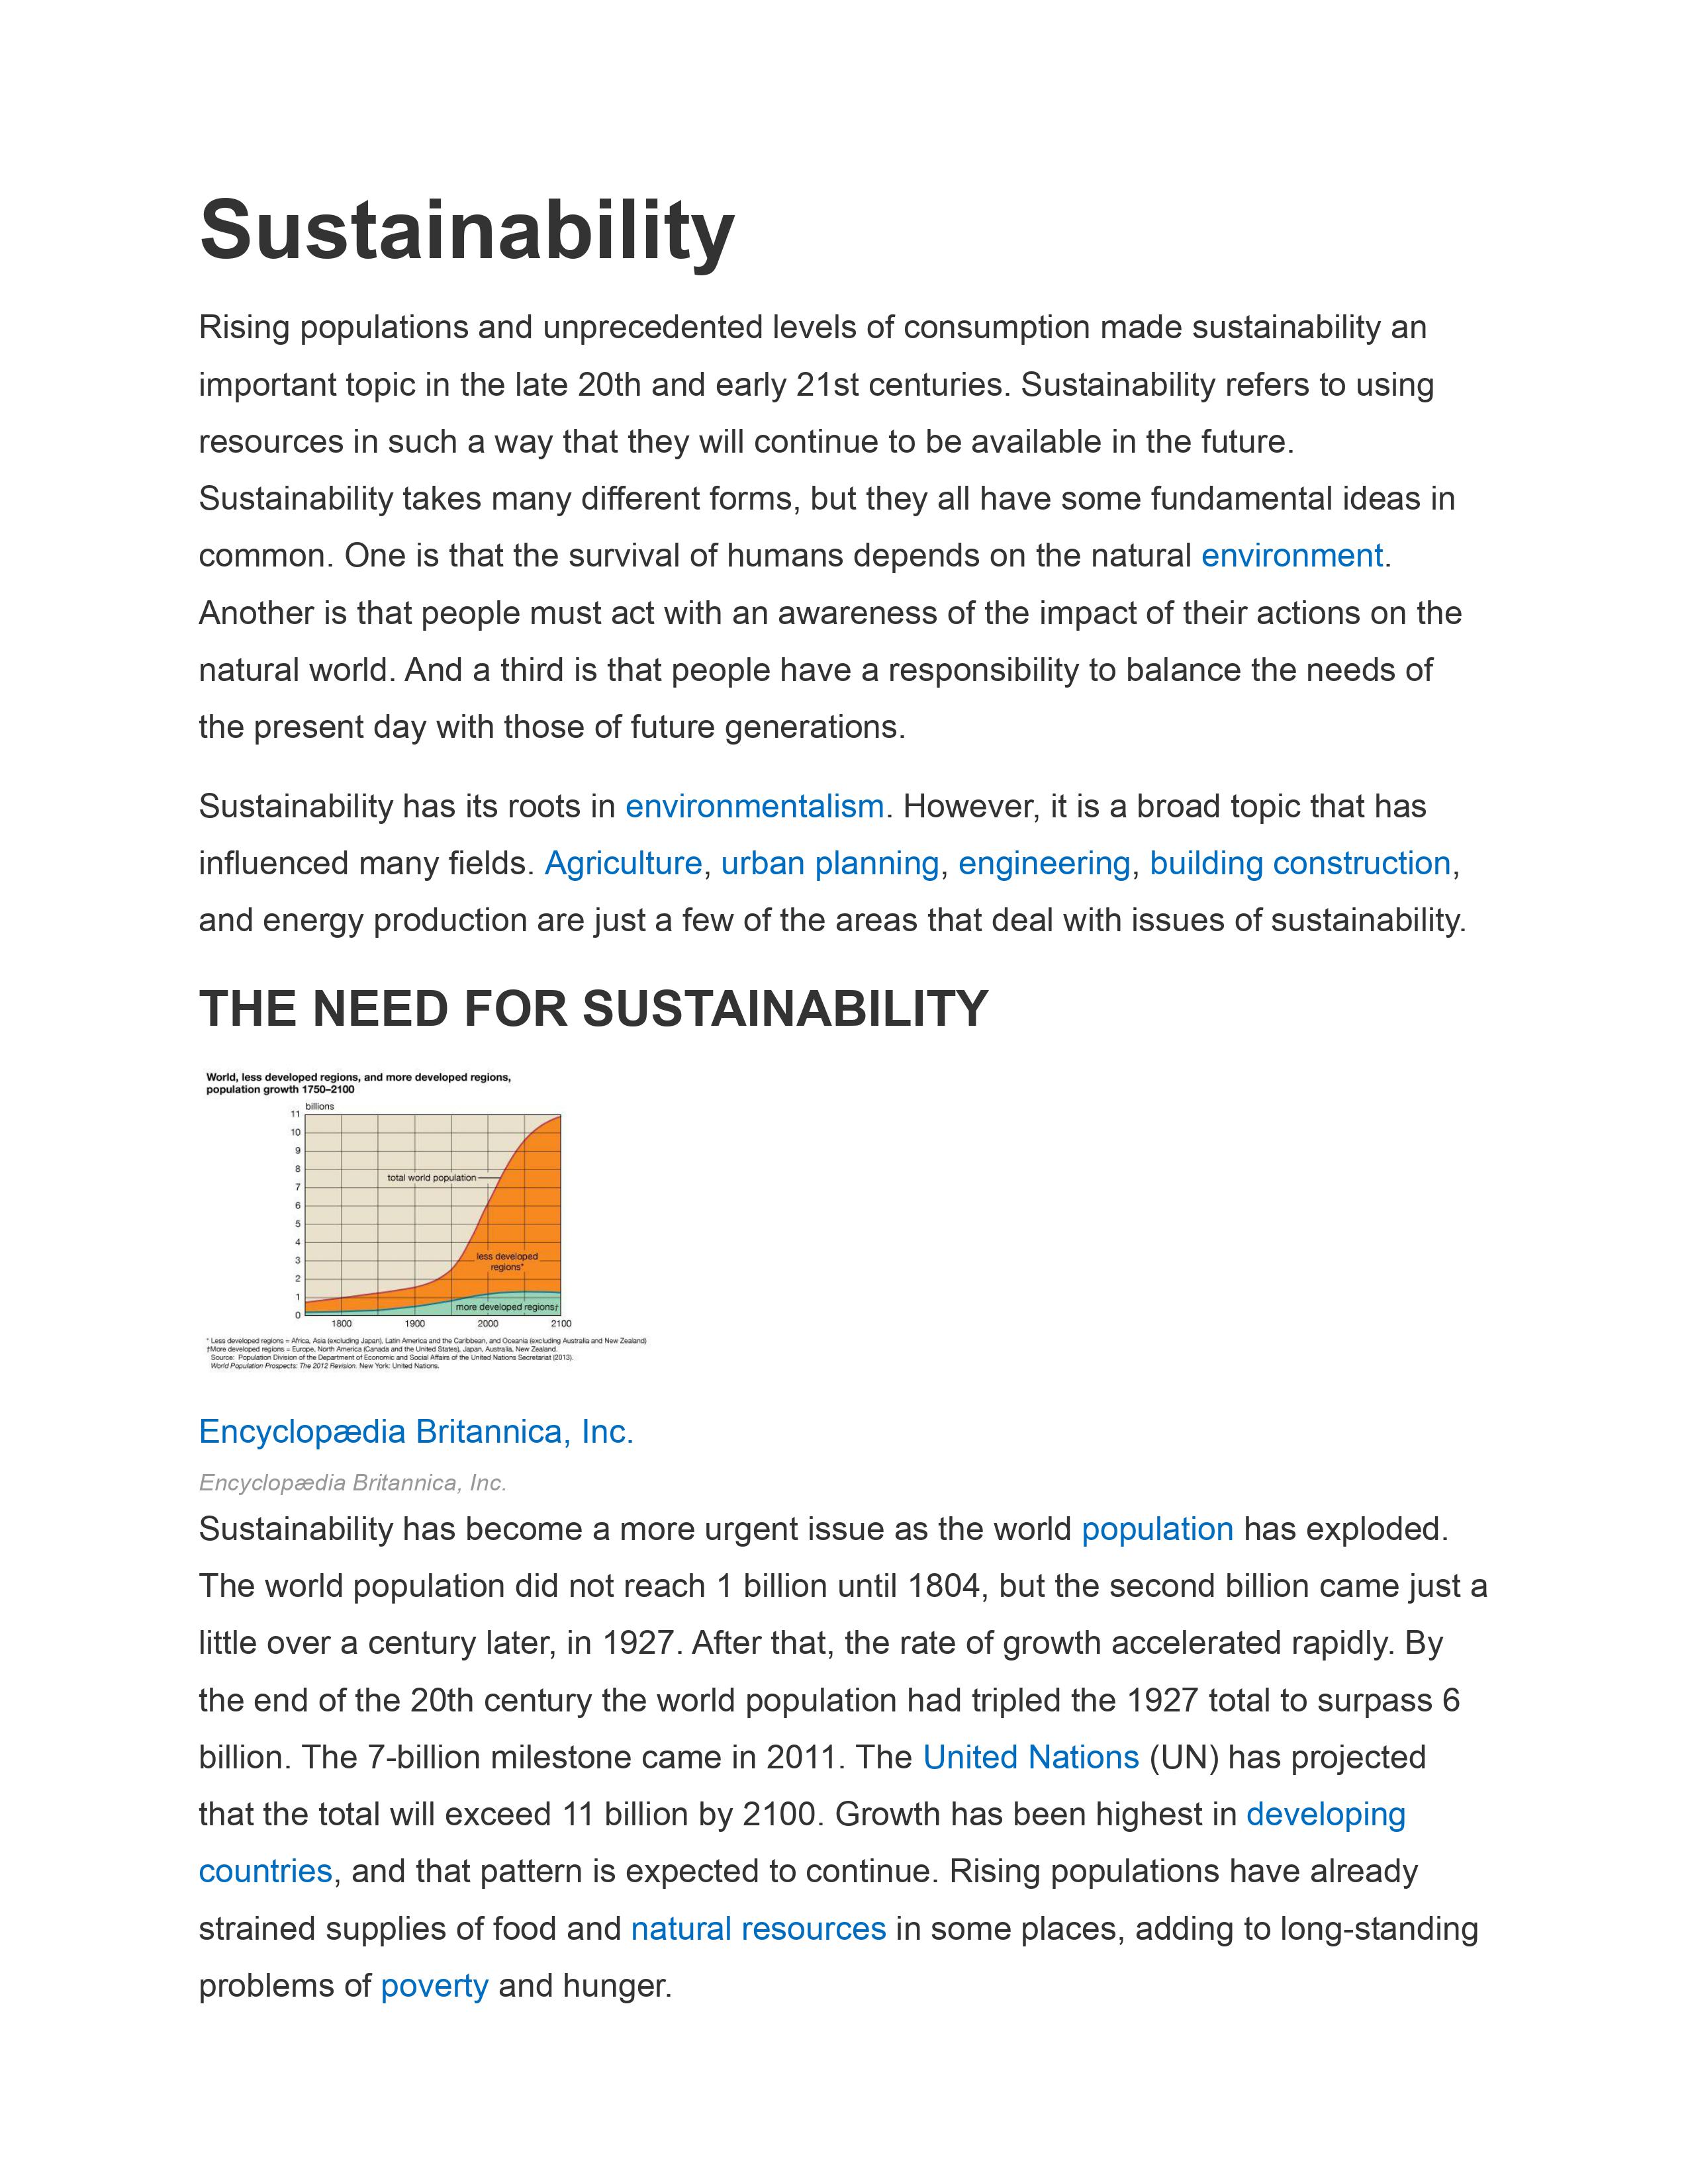 Sustainability
Rising populations and unprecedented levels of consumption made sustainability an
important topic in the late 20th and early 21st centuries. Sustainability refers to using
resources in such a way that they will continue to be available in the future.
Sustainability takes many different forms, but they all have some fundamental ideas in
common. One is that the survival of humans depends on the natural environment.
Another is that people must act with an awareness of the impact of their actions on the
natural world. And a third is that people have a responsibility to balance the needs of
the present day with those of future generations.
Sustainability has its roots in environmentalism. However, it is a broad topic that has
influenced many fields. Agriculture, urban planning, engineering, building construction,
and energy production are just a few of the areas that deal with issues of sustainability.
THE NEED FOR SUSTAINABILITY
World, less developed regions, and more developed regions,
population growth 1750–2100
billions
11
10
9
8
total world population
7
6
5
4
3
less developed
regions*
2
1
more developed regions†
0
1800 1900 2000 2100
* Less developed regions = Africa, Asia (excluding Japan), Latin America and the Caribbean, and Oceania (excluding Australia and New Zealand)
†More developed regions = Europe, North America (Canada and the United States), Japan, Australia, New Zealand.
Source: Population Division of the Department of Economic and Social Affairs of the United Nations Secretariat (2013).
World Population Prospects: The 2012 Revision. New York: United Nations.
Encyclopædia Britannica, Inc.
Encyclopædia Britannica, Inc.
Sustainability has become a more urgent issue as the world population has exploded.
The world population did not reach 1 billion until 1804, but the second billion came just a
little over a century later, in 1927. After that, the rate of growth accelerated rapidly. By
the end of the 20th century the world population had tripled the 1927 total to surpass 6
billion. The 7-billion milestone came in 2011. The United Nations (UN) has projected
that the total will exceed 11 billion by 2100. Growth has been highest in developing
countries, and that pattern is expected to continue. Rising populations have already
strained supplies of food and natural resources in some places, adding to long-standing
problems of poverty and hunger.